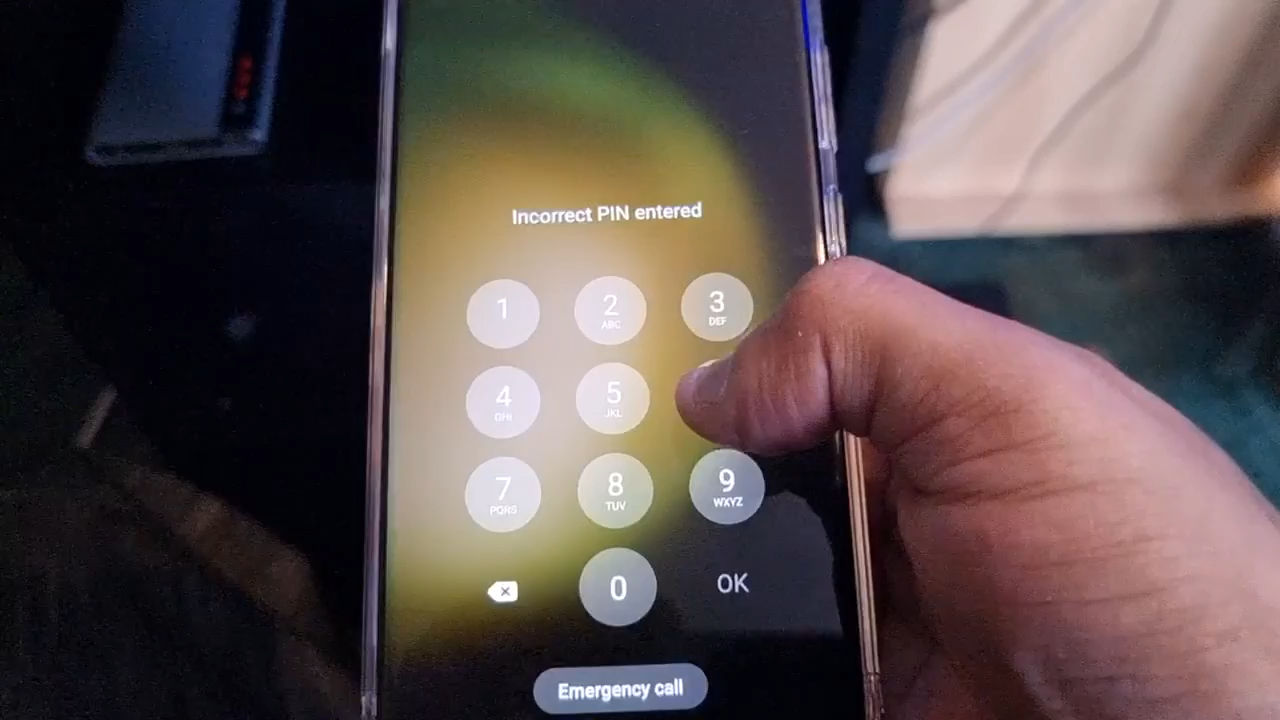 Incorrect PIN entered
1
2
ABC
3
DEF
4
GHI
5
JKL
7
PQRS
8
TUV
9
WXYZ
0
OK
Emergency call